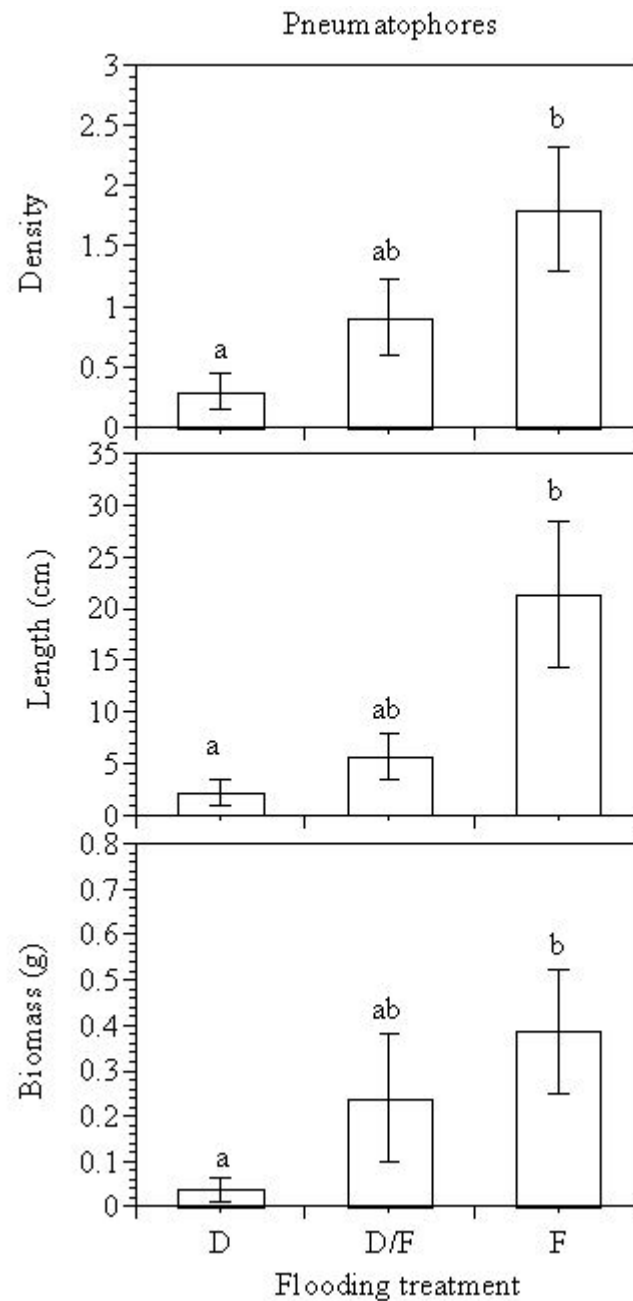 Pneumatophores
Density
3
2.5
2
1.5
1
0.5
0
a
ab
b
Length (cm)
35
30
25
20
15
10
5
0
a
ab
b
Biomass (g)
0.8
0.7
0.6
0.5
0.4
0.3
0.2
0.1
0
a
ab
b
D D/F F
Flooding treatment